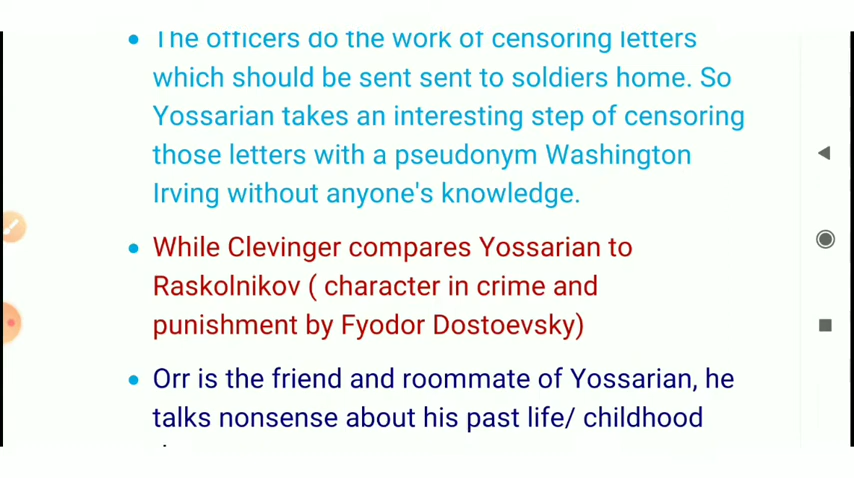 The officers do the work of censoring letters
which should be sent sent to soldiers home. So
Yossarian takes an interesting step of censoring
those letters with a pseudonym Washington
Irving without anyone's knowledge.
While Clevinger compares Yossarian to
Raskolnikov ( character in crime and
punishment by Fyodor Dostoevsky)
Orr is the friend and roommate of Yossarian, he
talks nonsense about his past life/ childhood